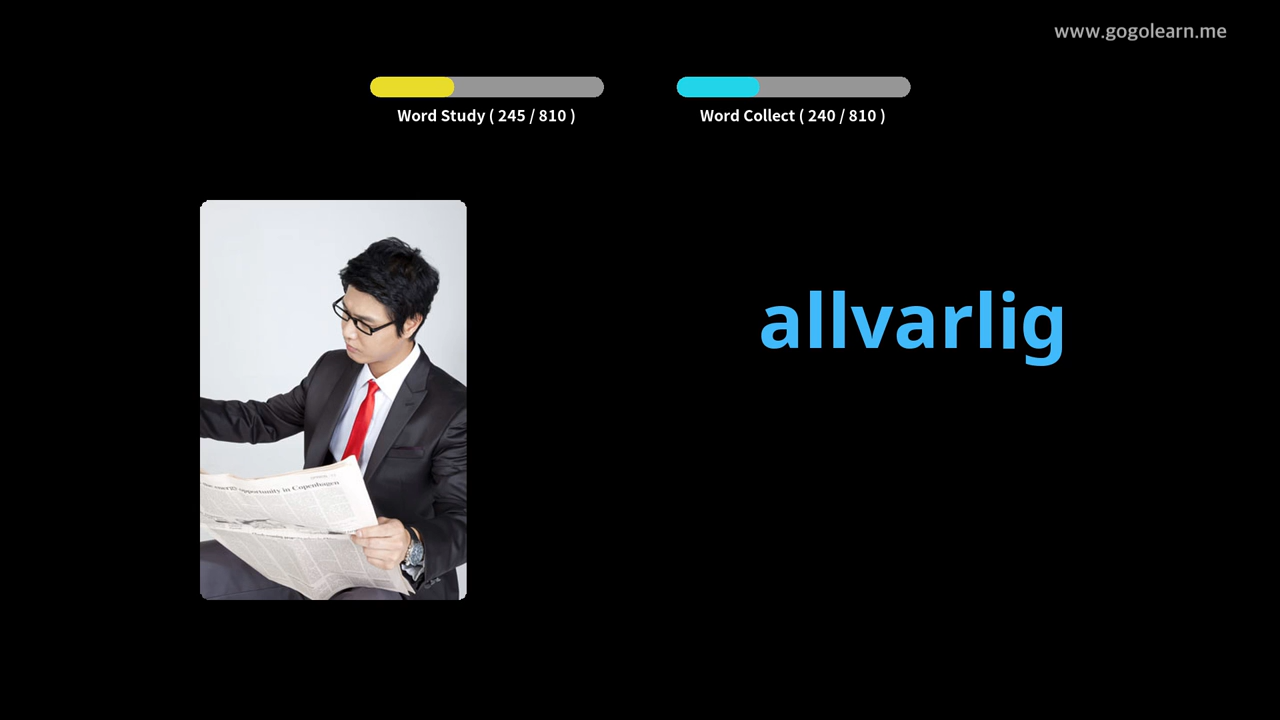 www.gogolearn.me
Word Study ( 245 / 810 )
Word Collect ( 240 / 810 )
allvarlig
opportunity in Copenhagen